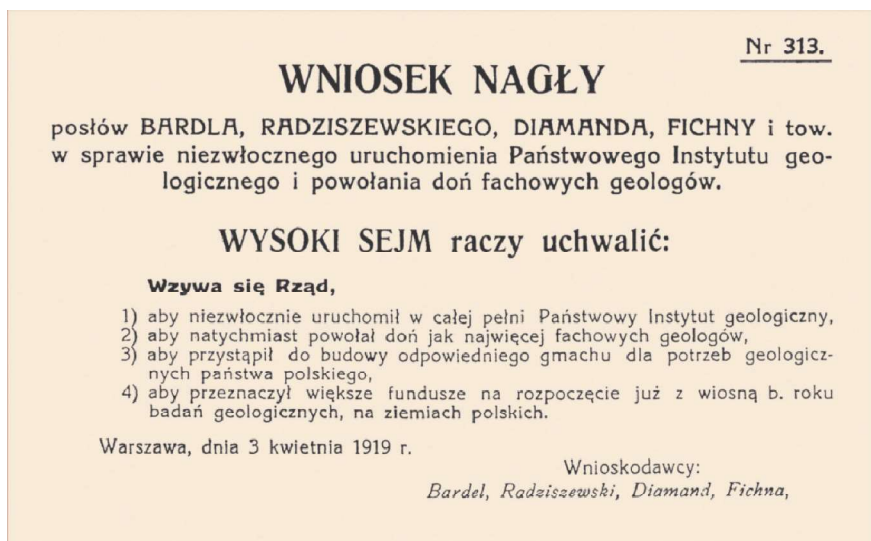 Nr 313.
WNIOSEK NAGŁY
posłów BARDLA, RADZISZEWSKIEGO, DIAMANDA, FICHNY i tow.
w sprawie niezwłocznego uruchomienia Państwowego Instytutu geo-
logicznego i powołania doń fachowych geologów.
WYSOKI SEJM raczy uchwalić:
Wzywa się Rząd,
1) aby niezwłocznie uruchomił w całej pełni Państwowy Instytut geologiczny,
2) aby natychmiast powołał doń jak najwięcej fachowych geologów,
3) aby przystąpił do budowy odpowiedniego gmachu dla potrzeb geologicz-
nych państwa polskiego,
4) aby przeznaczył większe fundusze na rozpoczęcie już z wiosną b. roku
badań geologicznych, na ziemiach polskich.
Warszawa, dnia 3 kwietnia 1919 r.
Wnioskodawcy:
Bardel, Radziszewski, Diamand, Fichna,